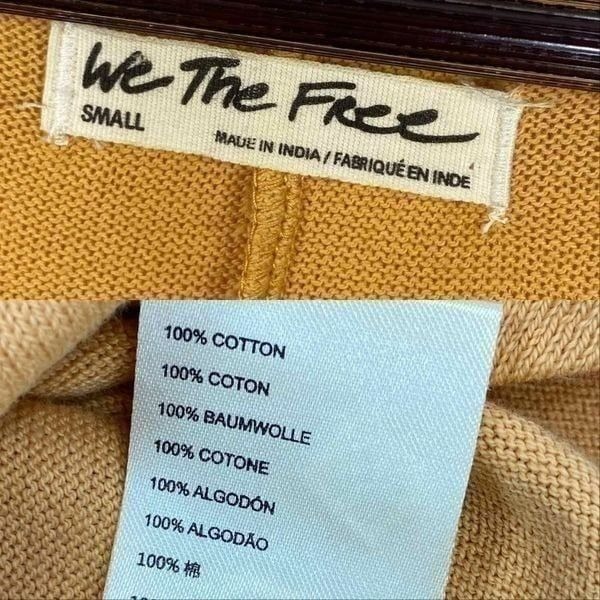 We The Free
SMALL
MADE IN INDIA / FABRIQUÉ EN INDE
100% COTTON
100% COTON
100% BAUMWOLLE
100% COTONE
100% ALGODÓN
100% ALGODÃO
100% 棉